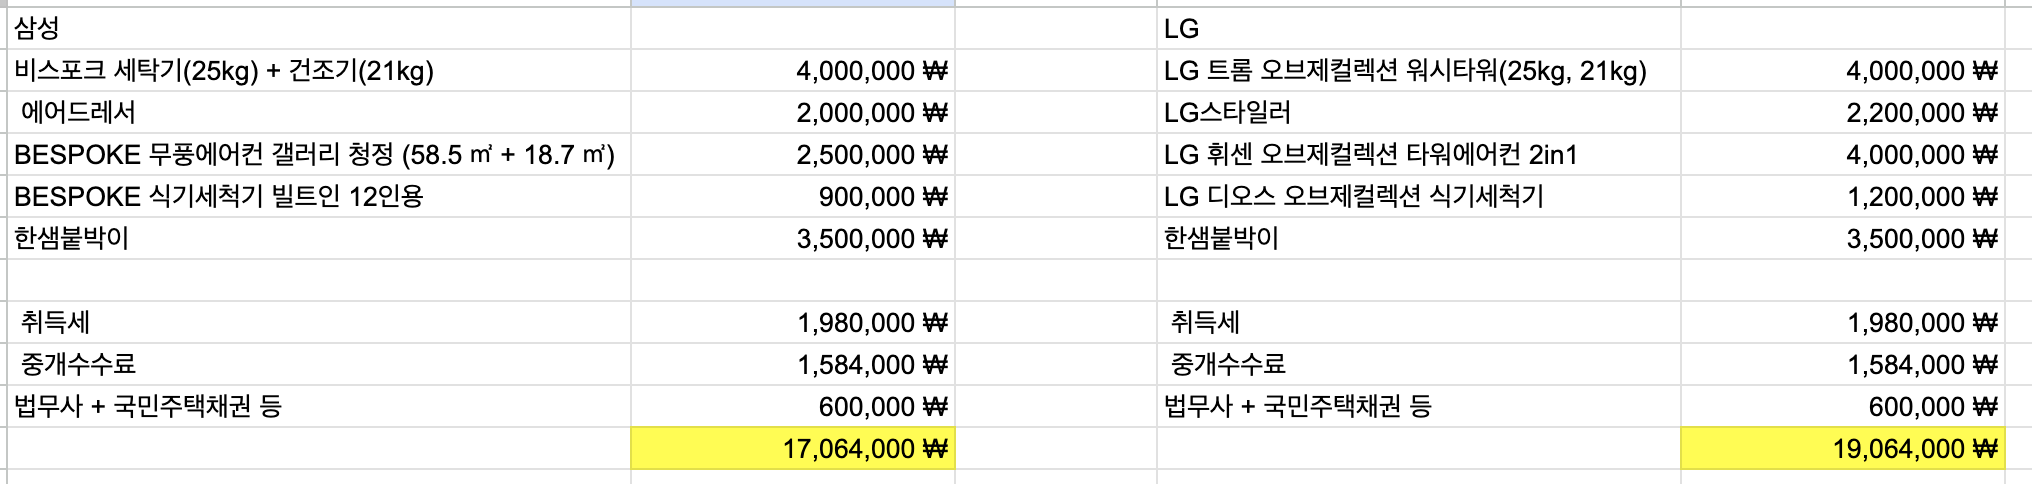 삼성 LG
비스포크 세탁기(25kg) + 건조기(21kg) 4,000,000 ₩ LG 트롬 오브제컬렉션 워시타워(25kg, 21kg) 4,000,000 ₩
에어드레서 2,000,000 ₩ LG스타일러 2,200,000 ₩
BESPOKE 무풍에어컨 갤러리 청정 (58.5 ㎡ + 18.7 ㎡) 2,500,000 ₩ LG 휘센 오브제컬렉션 타워에어컨 2in1 4,000,000 ₩
BESPOKE 식기세척기 빌트인 12인용 900,000 ₩ LG 디오스 오브제컬렉션 식기세척기 1,200,000 ₩
한샘붙박이 3,500,000 ₩ 한샘붙박이 3,500,000 ₩
취득세 1,980,000 ₩ 취득세 1,980,000 ₩
중개수수료 1,584,000 ₩ 중개수수료 1,584,000 ₩
법무사 + 국민주택채권 등 600,000 ₩ 법무사 + 국민주택채권 등 600,000 ₩
17,064,000 ₩ 19,064,000 ₩